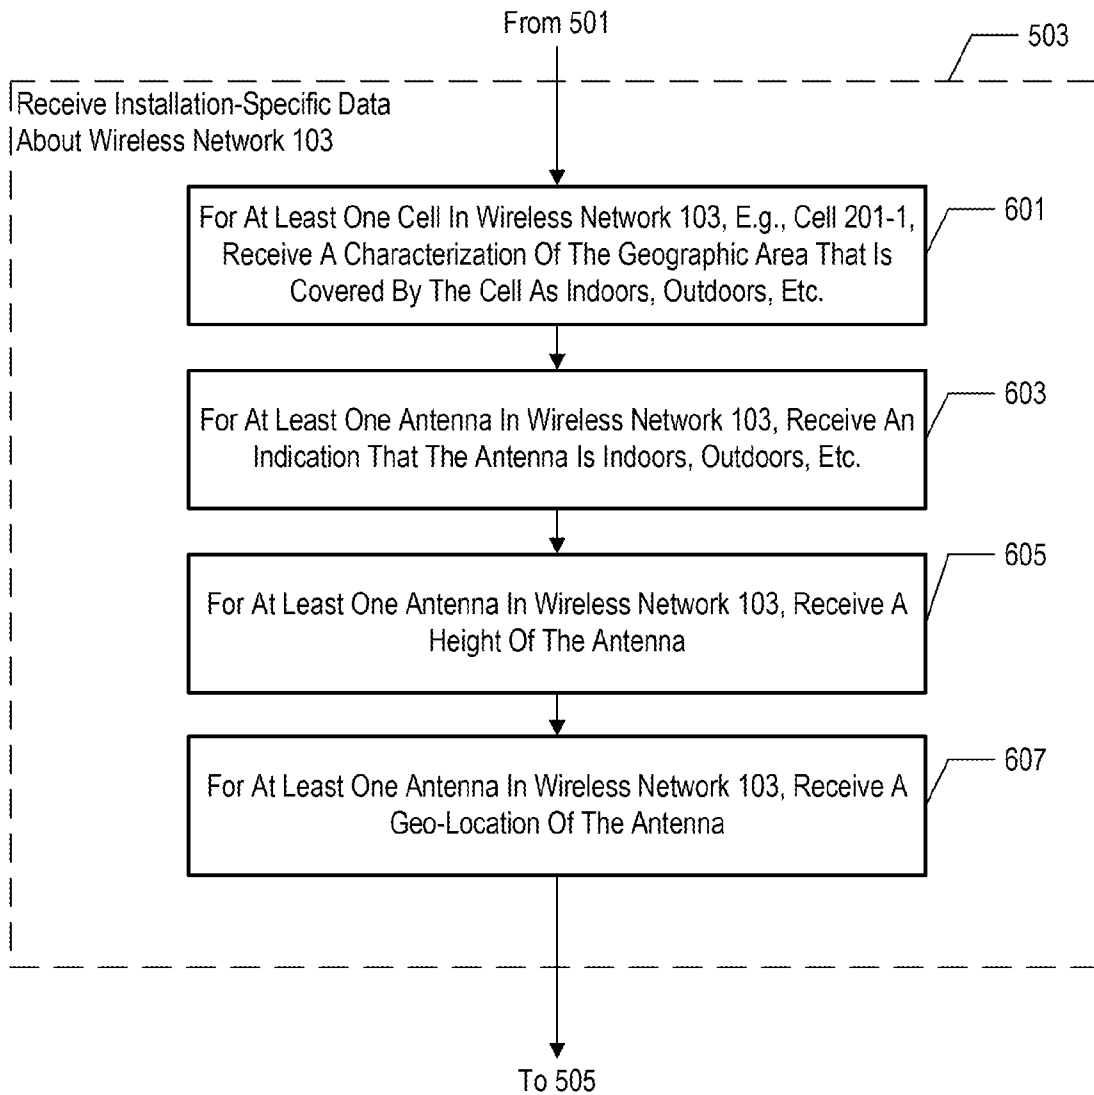 From 501
503
Receive Installation-Specific Data
About Wireless Network 103
For At Least One Cell In Wireless Network 103, E.g., Cell 201-1,
Receive A Characterization Of The Geographic Area That Is
Covered By The Cell As Indoors, Outdoors, Etc.
601
For At Least One Antenna In Wireless Network 103, Receive An
Indication That The Antenna Is Indoors, Outdoors, Etc.
603
For At Least One Antenna In Wireless Network 103, Receive A
Height Of The Antenna
605
For At Least One Antenna In Wireless Network 103, Receive A
Geo-Location Of The Antenna
607
To 505